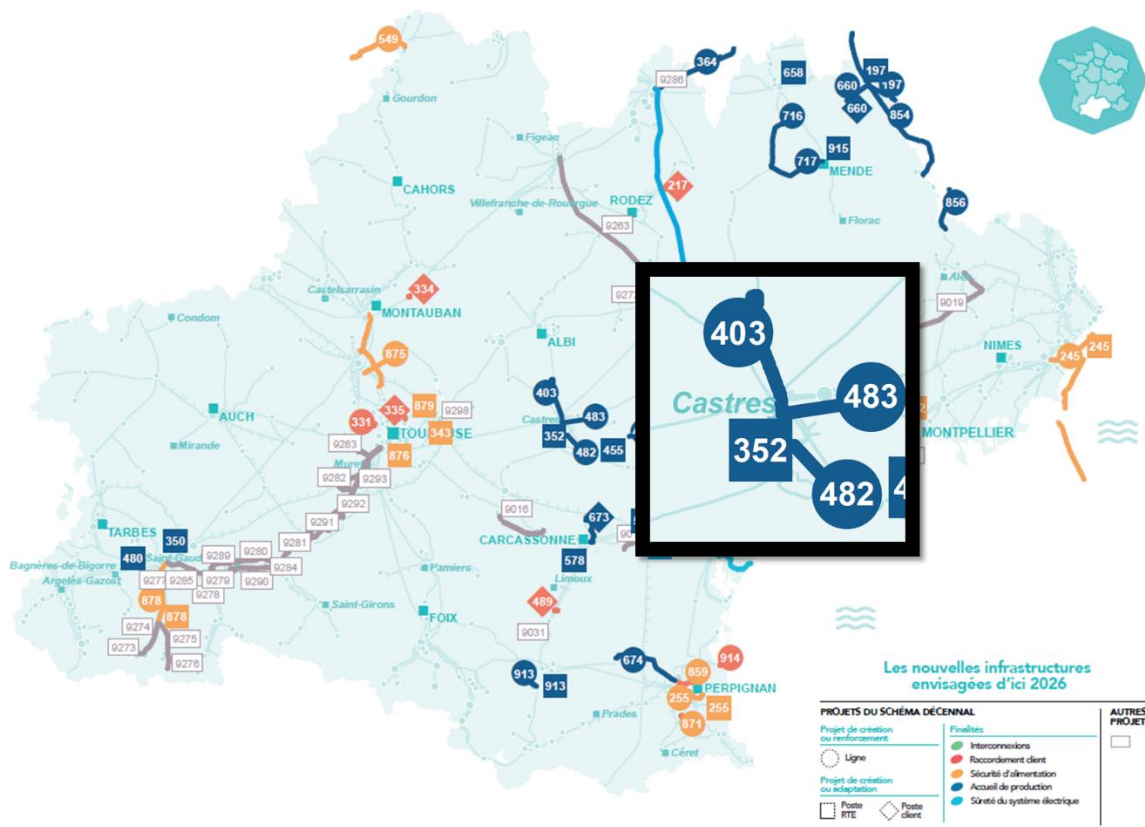 549
Gourdon
364
9286
658
197
660
197
660
854
716
717
915
MENDE
Figeac
CAHORS
Villefranche-de-Rouergue
RODEZ
217
9263
Florac
856
334
Castelsarrasin
MONTAUBAN
Condom
875
ALBI
9019
NIMES
245
245
403
Castres
483
352
482
455
403
Castres
483
352
482
MONTPELLIER
AUCH
Mirande
331
335
879
9298
343
876
9283
9282
9293
9292
9291
9281
TARBES
350
480
Bagnères-de-Bigorre
Argelès-Gazost
9289
9280
9284
9277
9285
9279
9290
9278
878
878
9274
9275
9273
9276
Saint-Girons
Pamiers
FOIX
9016
673
CARCASSONNE
578
Limoux
489
9031
913
913
674
914
859
PERPIGNAN
255
255
871
Prades
Céret
Les nouvelles infrastructures
envisagées d'ici 2026
PROJETS DU SCHÉMA DÉCENNAL
Projet de création
ou renforcement
Ligne
Projet de création
ou adaptation
Poste
RTE
Poste
client
Finalités
Interconnexions
Raccordement client
Sécurité d'alimentation
Accueil de production
Sûreté du système électrique
AUTRES
PROJET